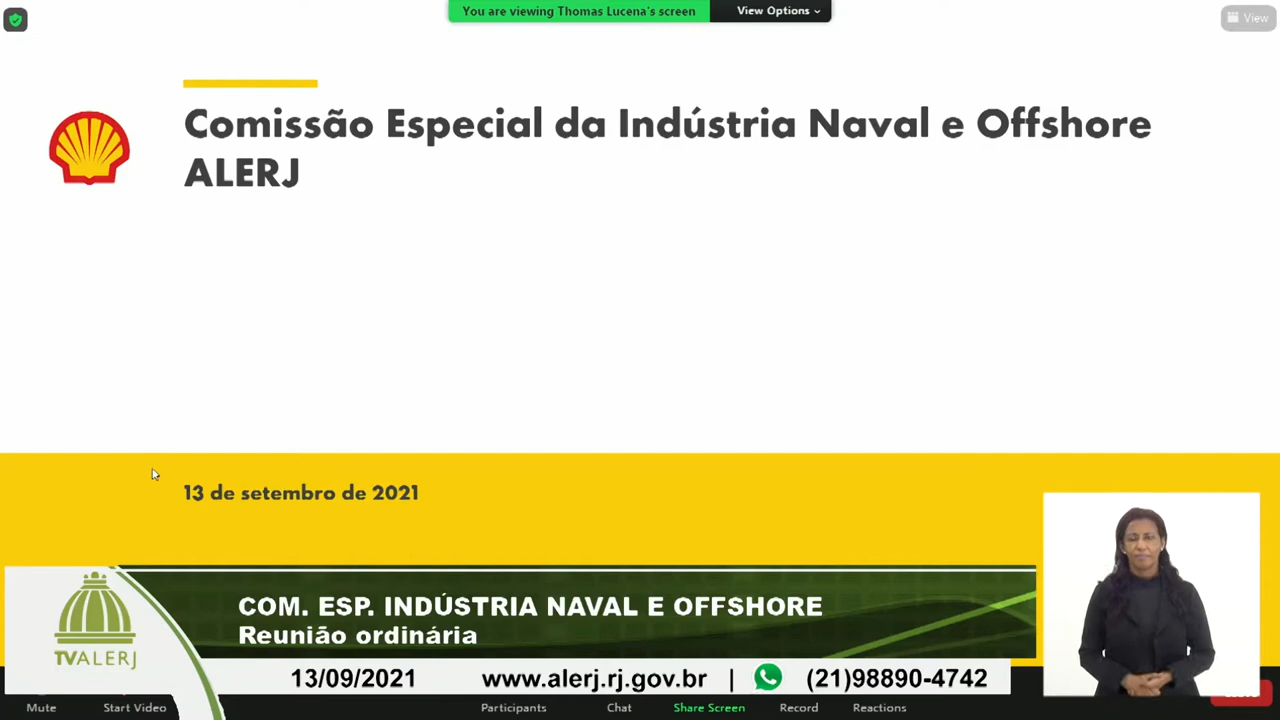 You are viewing Thomas Lucena's screen
View Options
View
Comissão Especial da Indústria Naval e Offshore
ALERJ
13 de setembro de 2021
COM. ESP. INDÚSTRIA NAVAL E OFFSHORE
Reunião ordinária
TVALERJ
13/09/2021 www.alerj.rj.gov.br | (21)98890-4742
Mute Start Video Participants Chat Share Screen Record Reactions